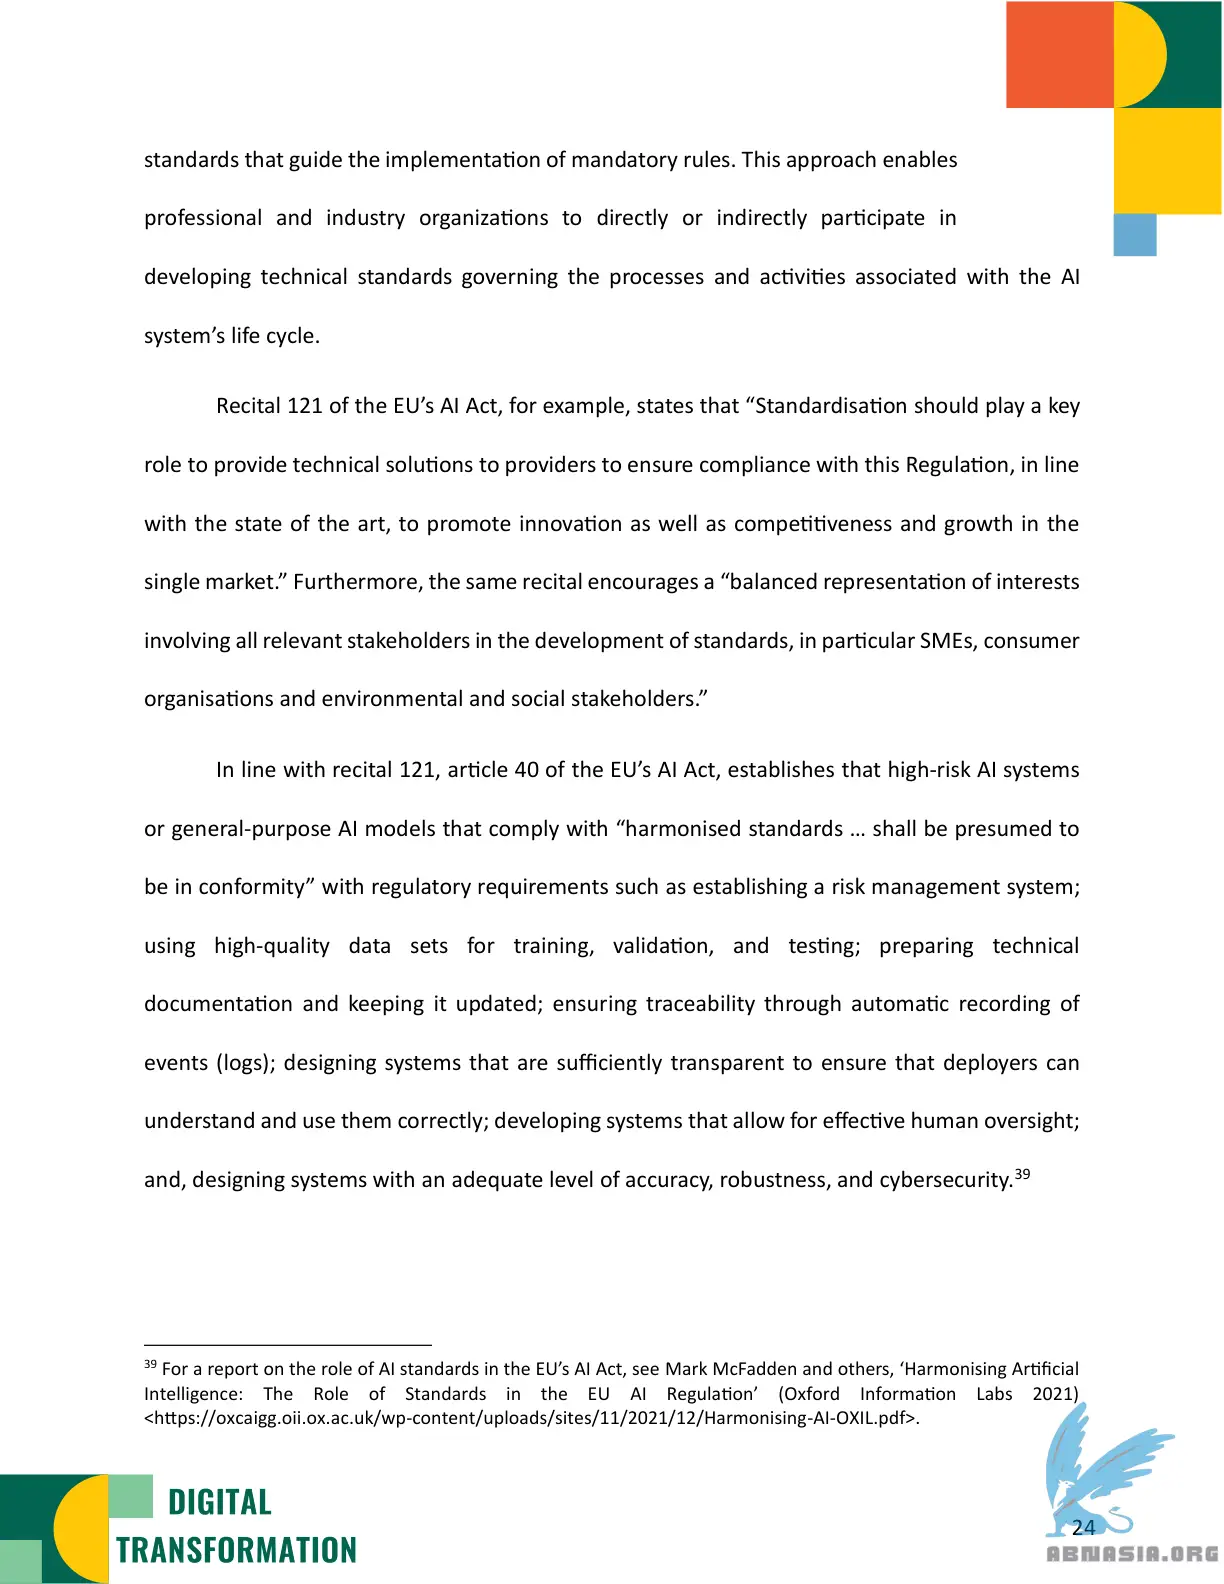 standards that guide the implementation of mandatory rules. This approach enables
professional and industry organizations to directly or indirectly participate in
developing technical standards governing the processes and activities associated with the AI
system’s life cycle.
Recital 121 of the EU’s AI Act, for example, states that “Standardisation should play a key
role to provide technical solutions to providers to ensure compliance with this Regulation, in line
with the state of the art, to promote innovation as well as competitiveness and growth in the
single market.” Furthermore, the same recital encourages a “balanced representation of interests
involving all relevant stakeholders in the development of standards, in particular SMEs, consumer
organisations and environmental and social stakeholders.”
In line with recital 121, article 40 of the EU’s AI Act, establishes that high-risk AI systems
or general-purpose AI models that comply with “harmonised standards … shall be presumed to
be in conformity” with regulatory requirements such as establishing a risk management system;
using high-quality data sets for training, validation, and testing; preparing technical
documentation and keeping it updated; ensuring traceability through automatic recording of
events (logs); designing systems that are sufficiently transparent to ensure that deployers can
understand and use them correctly; developing systems that allow for effective human oversight;
and, designing systems with an adequate level of accuracy, robustness, and cybersecurity.39
39 For a report on the role of AI standards in the EU’s AI Act, see Mark McFadden and others, ‘Harmonising Artificial
Intelligence: The Role of Standards in the EU AI Regulation’ (Oxford Information Labs 2021)
<https://oxcaigg.oii.ox.ac.uk/wp-content/uploads/sites/11/2021/12/Harmonising-AI-OXIL.pdf>.
DIGITAL
TRANSFORMATION
24
ABNASIA.ORG